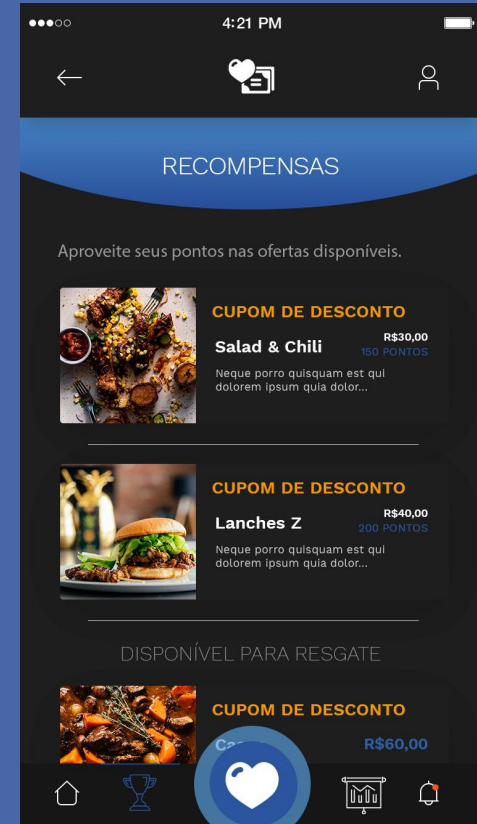 4:21 PM
RECOMPENSAS
Aproveite seus pontos nas ofertas disponíveis.
CUPOM DE DESCONTO
Salad & Chili
R$30,00
150 PONTOS
Neque porro quisquam est qui
dolorem ipsum quia dolor...
CUPOM DE DESCONTO
Lanches Z
R$40,00
200 PONTOS
Neque porro quisquam est qui
dolorem ipsum quia dolor...
DISPONÍVEL PARA RESGATE
CUPOM DE DESCONTO
R$60,00